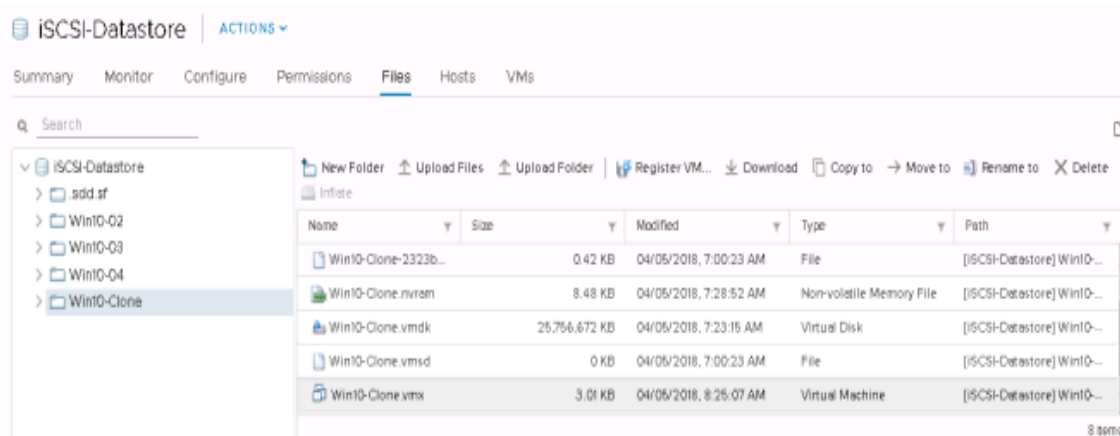 iSCSI-Datastore ACTIONS
Summary Monitor Configure Permissions Files Hosts VMs
Search
iSCSI-Datastore
.sdd.sf
Win10-02
Win10-03
Win10-04
Win10-Clone
New Folder Upload Files Upload Folder Register VM... Download Copy to Move to Rename to Delete
Inflate
Name Size Modified Type Path
Win10-Clone-2323b... 0.42 KB 04/05/2018, 7:00:23 AM File [iSCSI-Datastore] Win10-...
Win10-Clone.nvram 8.48 KB 04/05/2018, 7:28:52 AM Non-volatile Memory File [iSCSI-Datastore] Win10-...
Win10-Clone.vmdk 25,756,672 KB 04/05/2018, 7:23:15 AM Virtual Disk [iSCSI-Datastore] Win10-...
Win10-Clone.vmsd 0 KB 04/05/2018, 7:00:23 AM File [iSCSI-Datastore] Win10-...
Win10-Clone.vmx 3.01 KB 04/05/2018, 8:25:07 AM Virtual Machine [iSCSI-Datastore] Win10-...
8 items